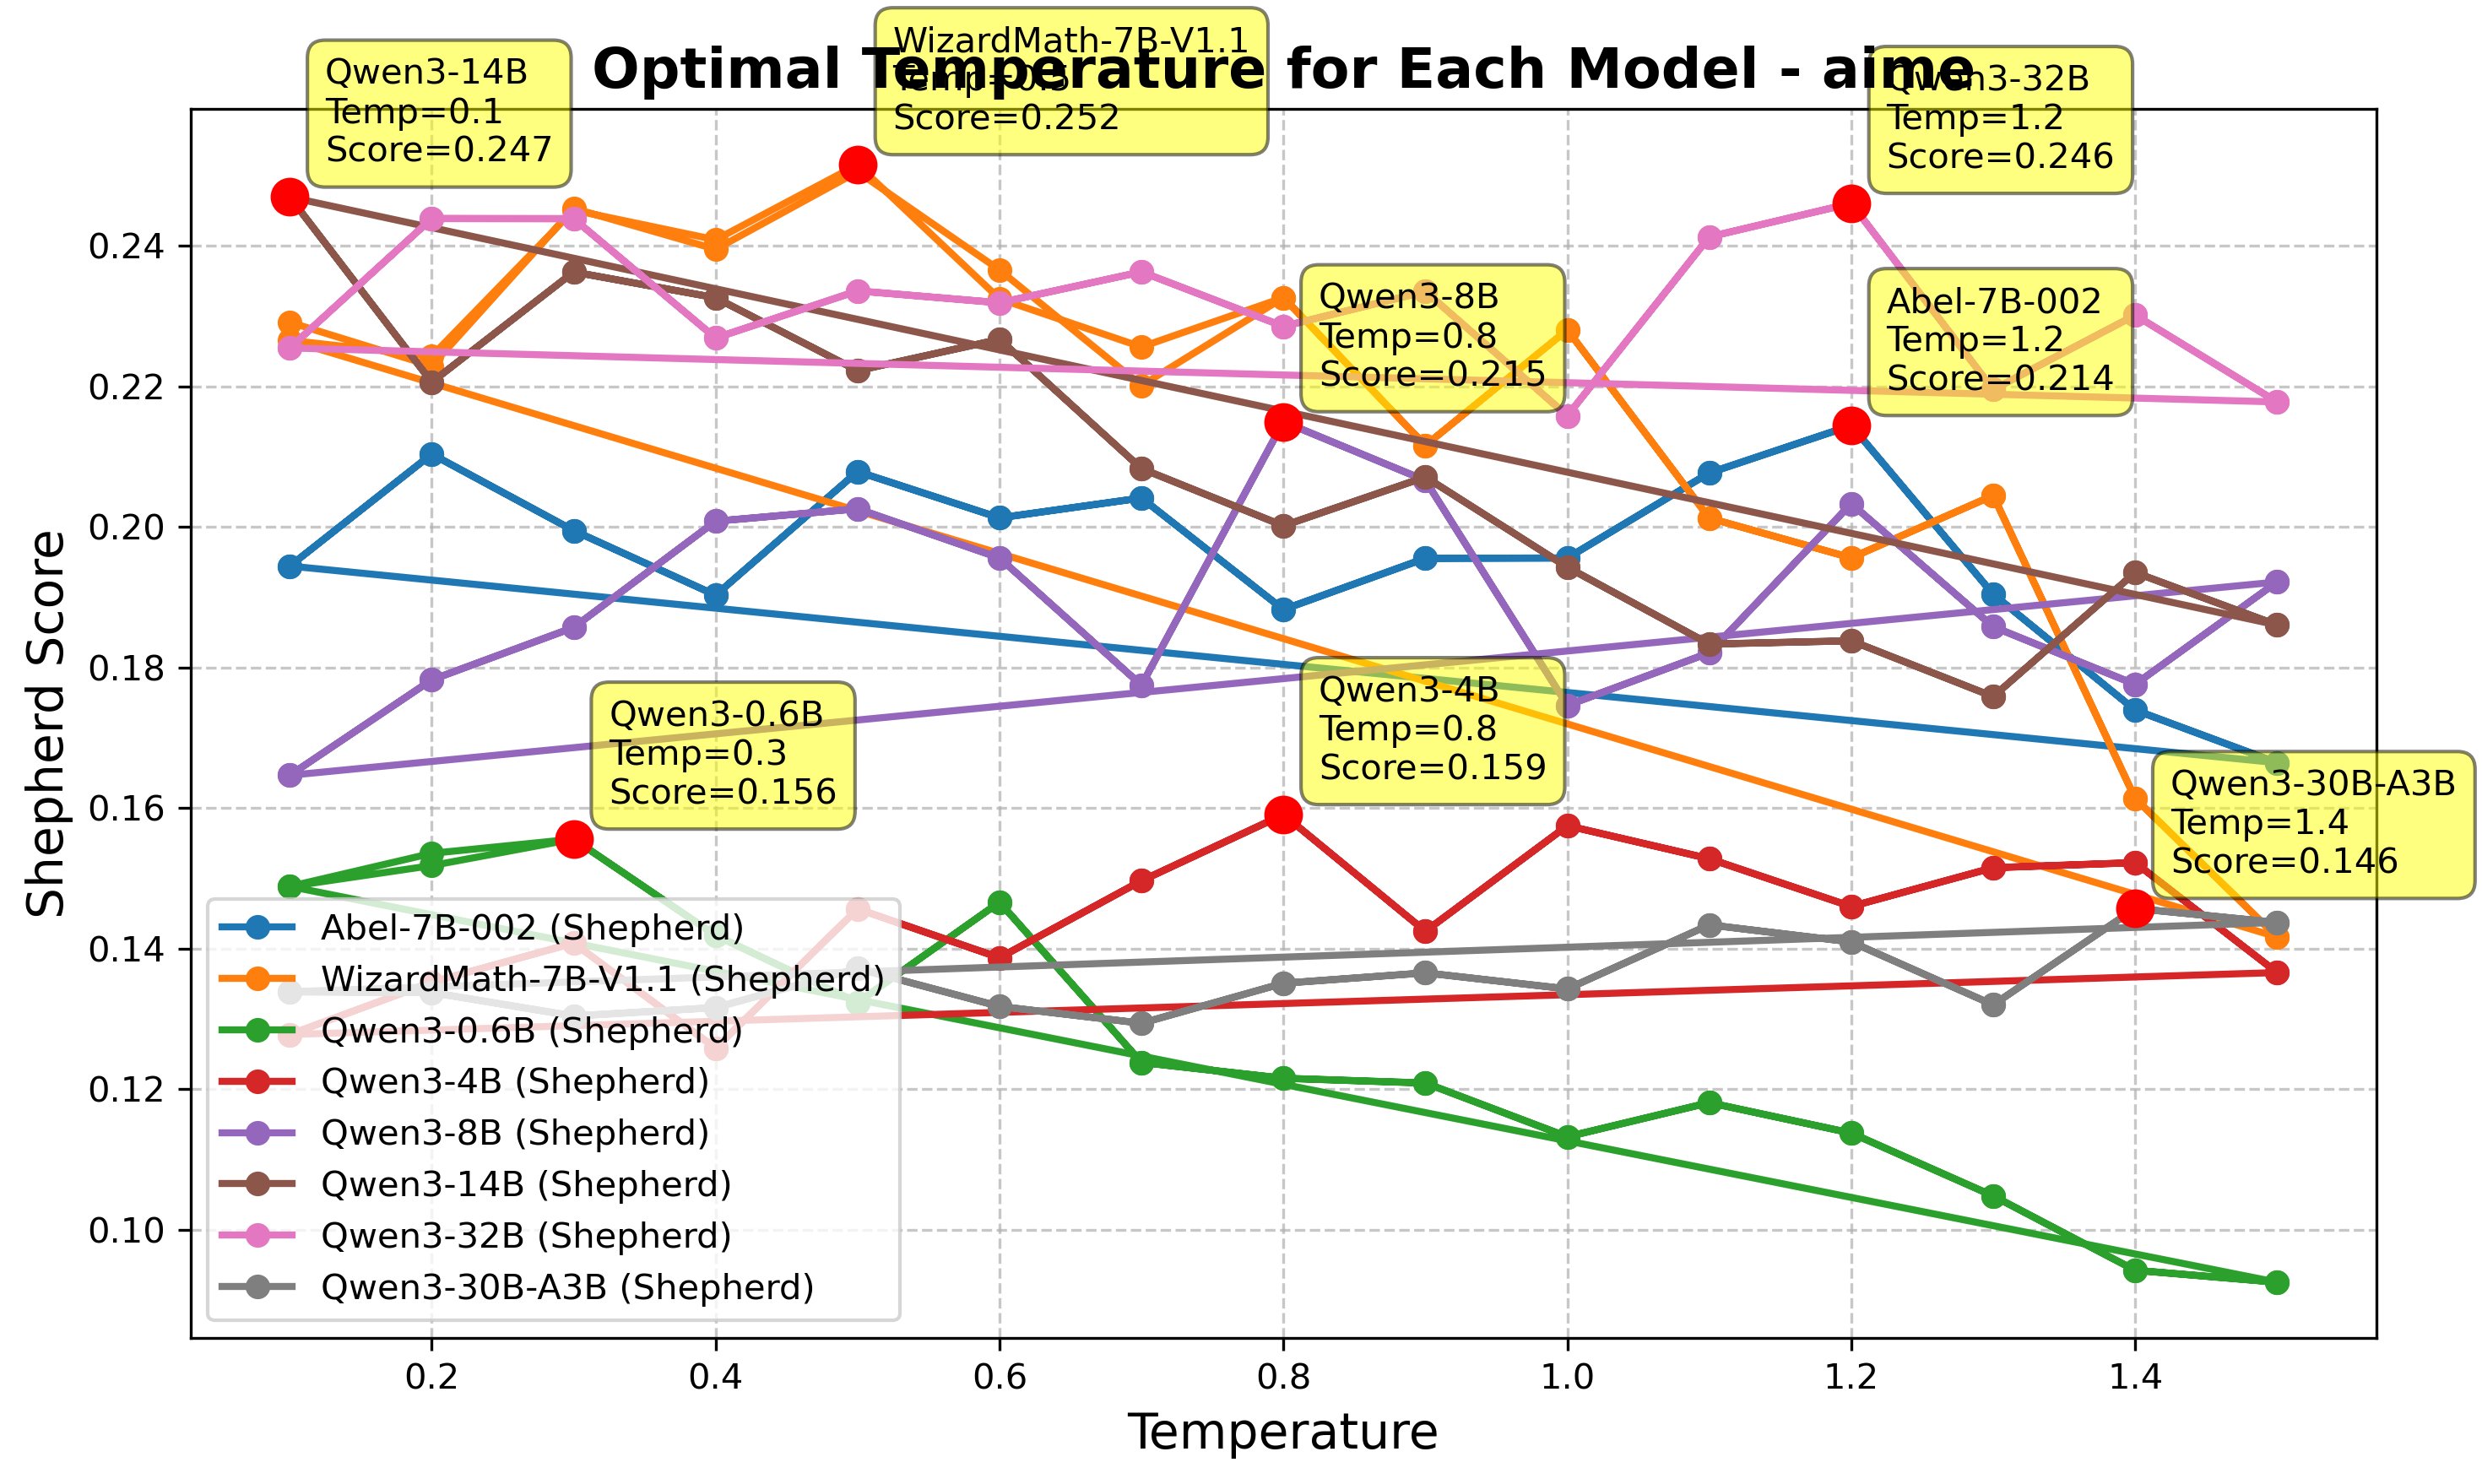 Optimal Temperature for Each Model - aime
Qwen3-14B
Temp=0.1
Score=0.247
WizardMath-7B-V1.1
Temp=0.5
Score=0.252
Qwen3-32B
Temp=1.2
Score=0.246
Qwen3-8B
Temp=0.8
Score=0.215
Abel-7B-002
Temp=1.2
Score=0.214
Qwen3-0.6B
Temp=0.3
Score=0.156
Qwen3-4B
Temp=0.8
Score=0.159
Qwen3-30B-A3B
Temp=1.4
Score=0.146
Shepherd Score
0.24
0.22
0.20
0.18
0.16
0.14
0.12
0.10
Abel-7B-002 (Shepherd)
WizardMath-7B-V1.1 (Shepherd)
Qwen3-0.6B (Shepherd)
Qwen3-4B (Shepherd)
Qwen3-8B (Shepherd)
Qwen3-14B (Shepherd)
Qwen3-32B (Shepherd)
Qwen3-30B-A3B (Shepherd)
0.2
0.4
0.6
0.8
1.0
1.2
1.4
Temperature